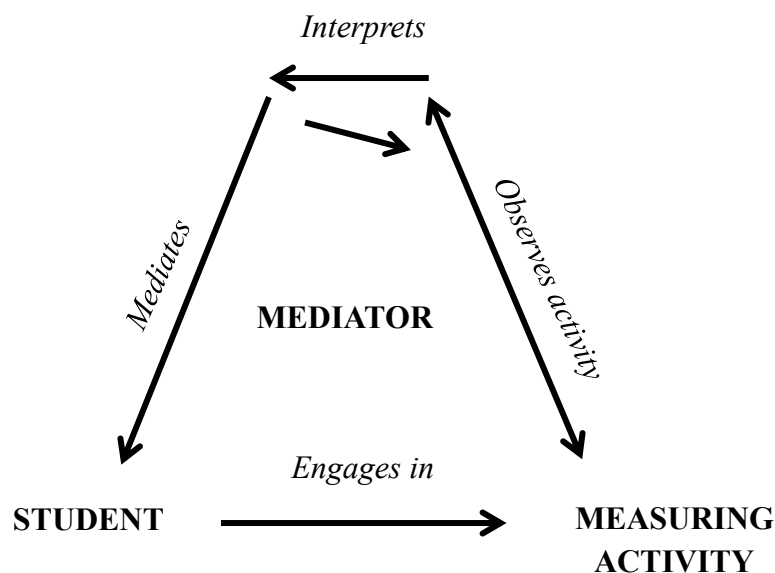 Interprets
Mediates
Observes activity
MEDIATOR
Engages in
STUDENT
MEASURING
ACTIVITY